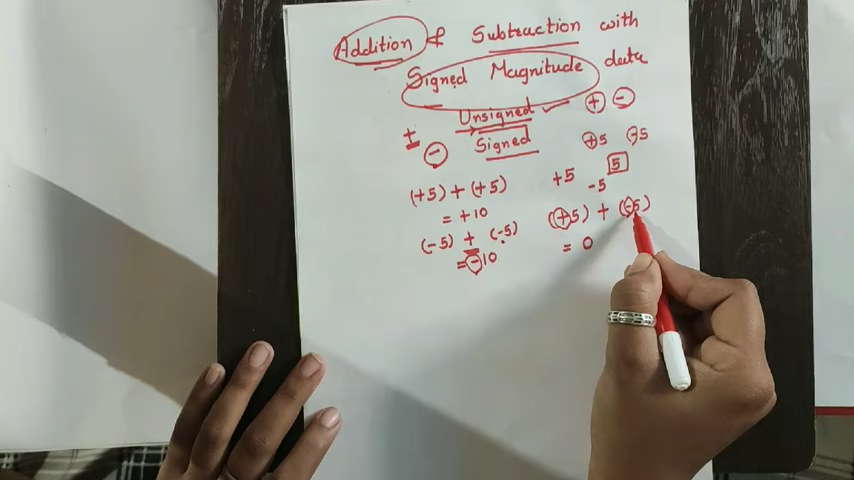 Addition & Subtraction with
Signed Magnitude data
Unsigned ✓ + -
± → Signed +5 -5
- 5
(+5) + (+5) +5 -5
= +10 (+5) + (-5)
(-5) + (-5) = 0
= -10